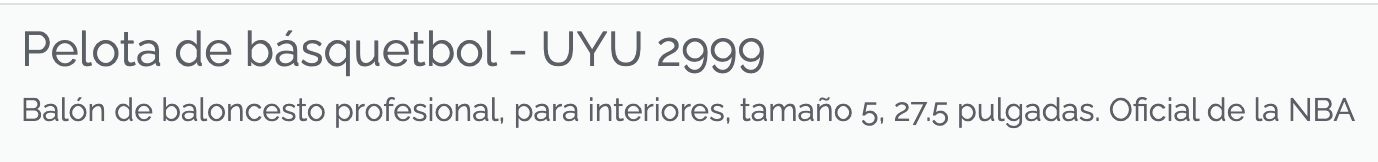 Pelota de básquetbol - UYU 2999
Balón de baloncesto profesional, para interiores, tamaño 5, 27.5 pulgadas. Oficial de la NBA